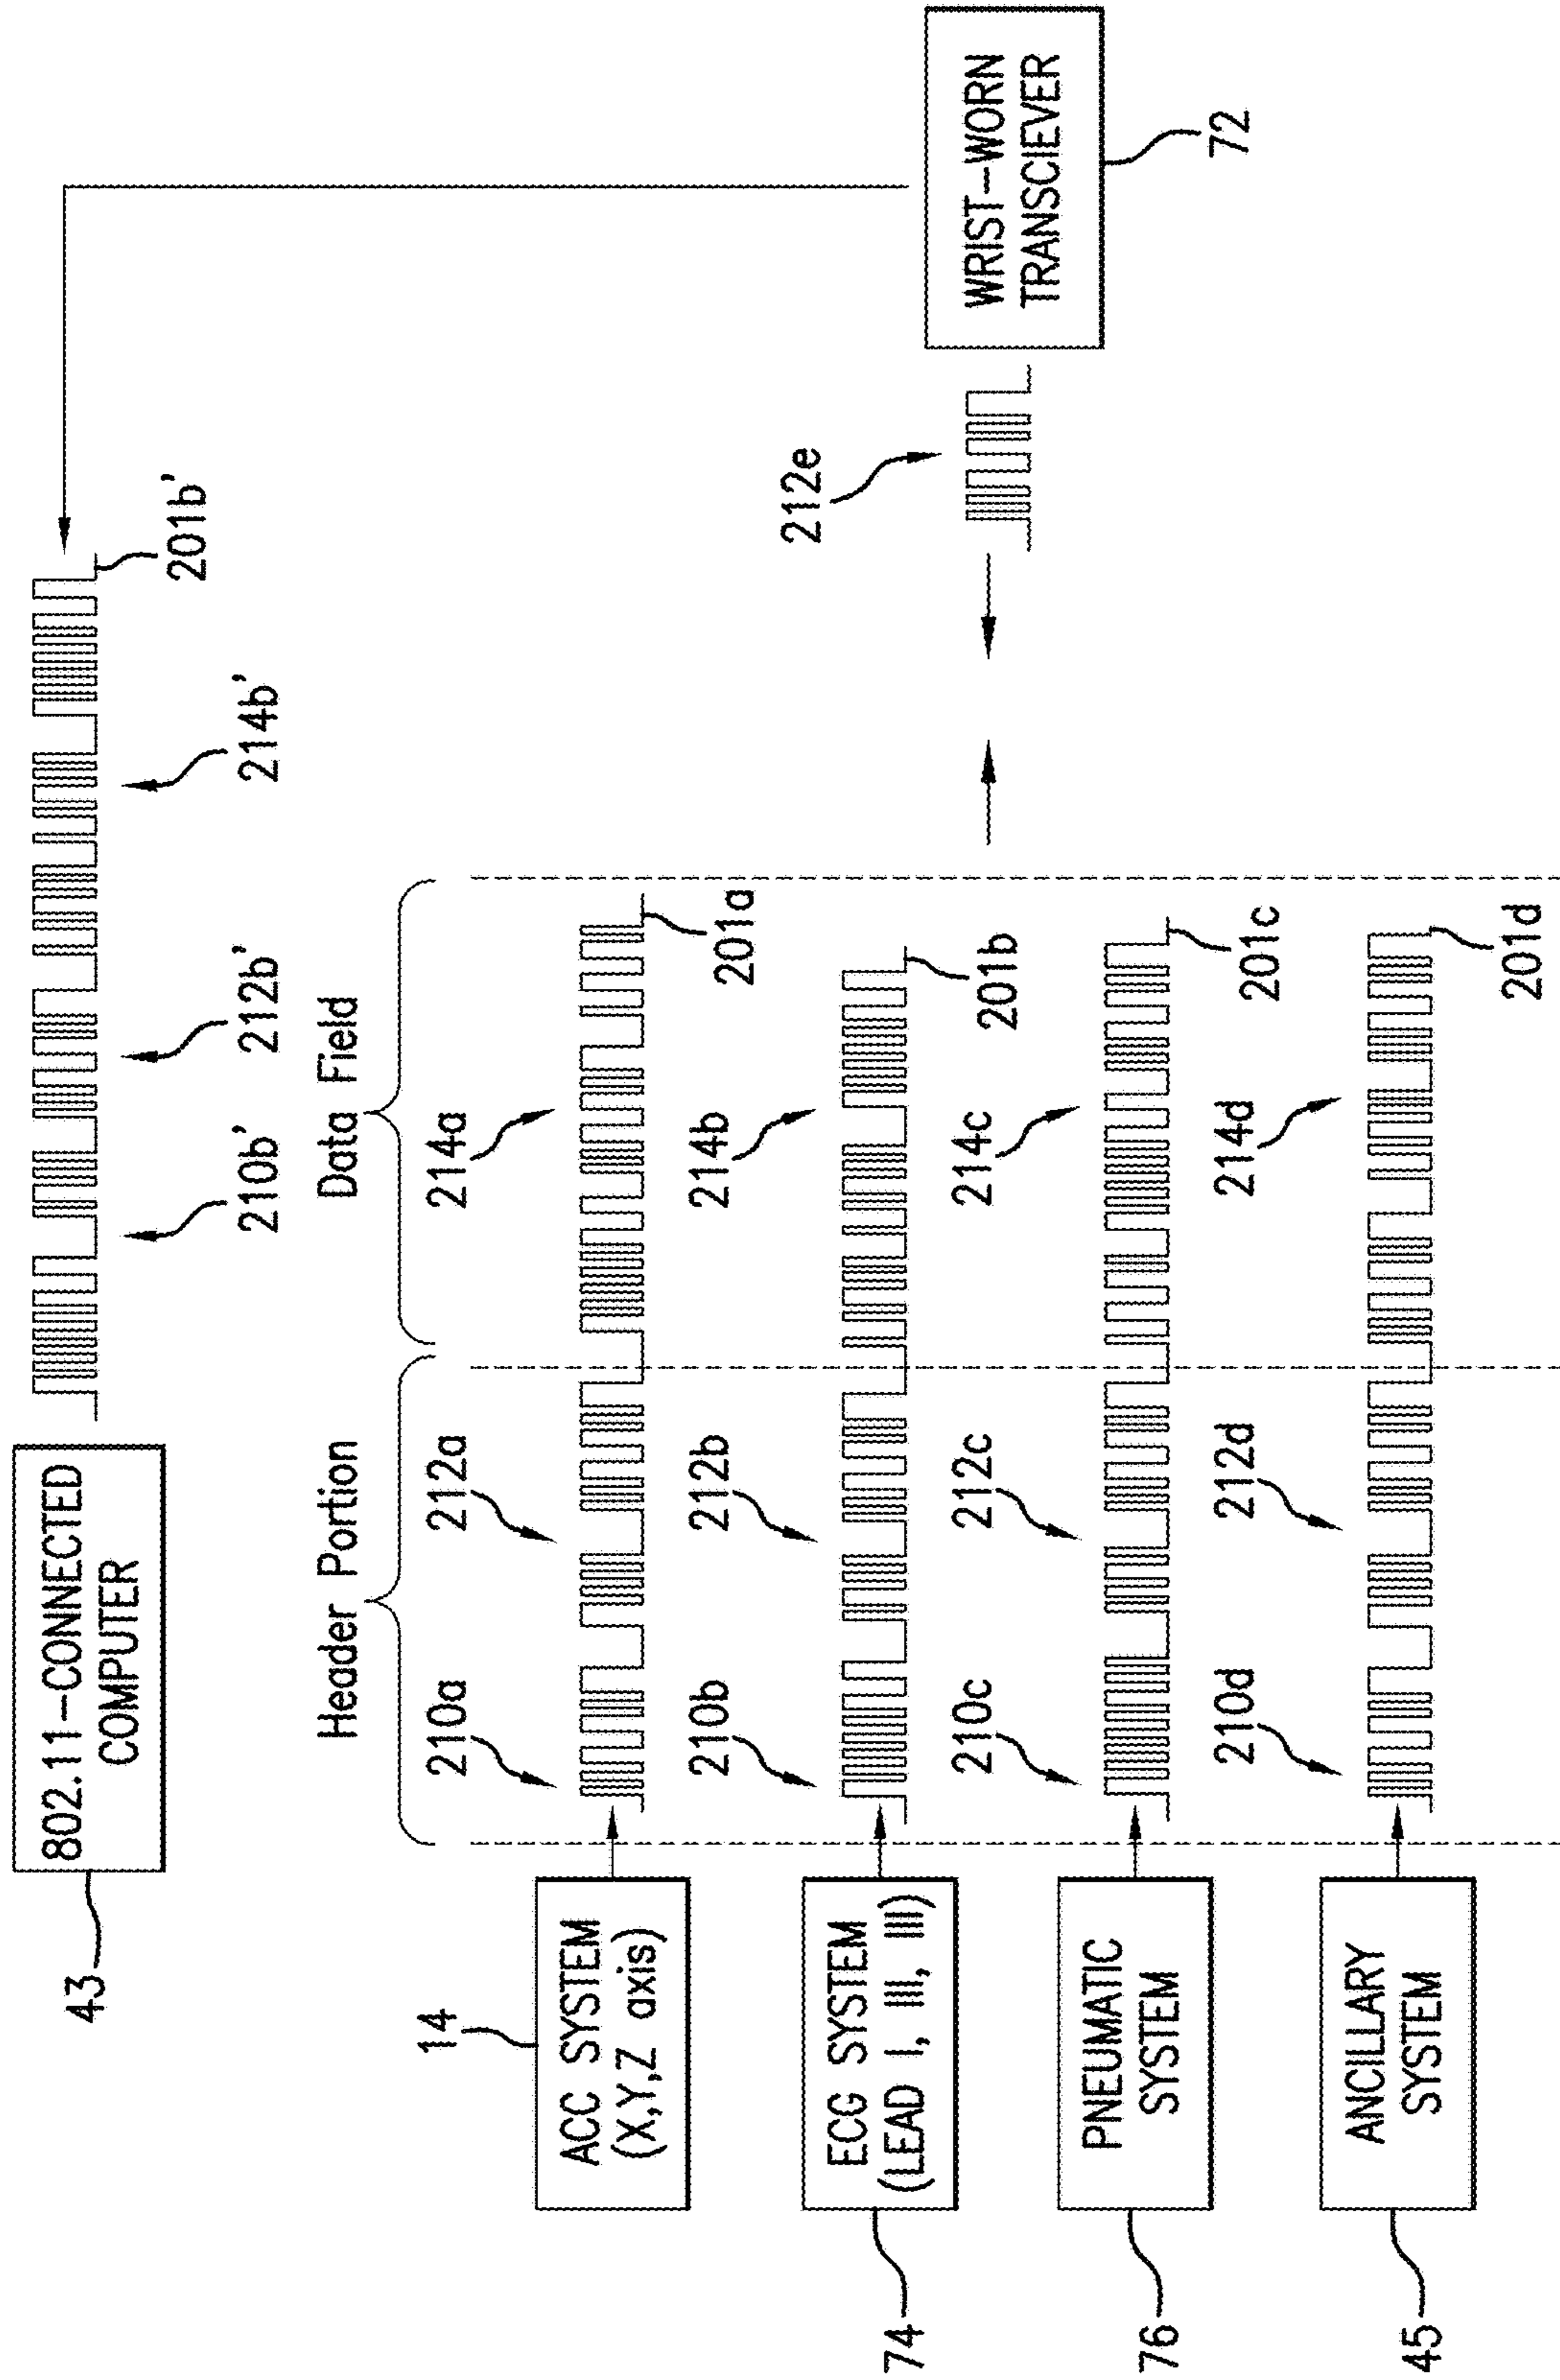 43
802.11-CONNECTED
COMPUTER
210b'
212b'
214b'
201b'
Header Portion
Data Field
14
ACC SYSTEM
(X,Y,Z axis)
210a
212a
214a
201a
74
ECG SYSTEM
(LEAD I, III, III)
210b
212b
214b
201b
212e
WRIST-WORN
TRANSCIEVER
72
76
PNEUMATIC
SYSTEM
210c
212c
214c
201c
45
ANCILLARY
SYSTEM
210d
212d
214d
201d